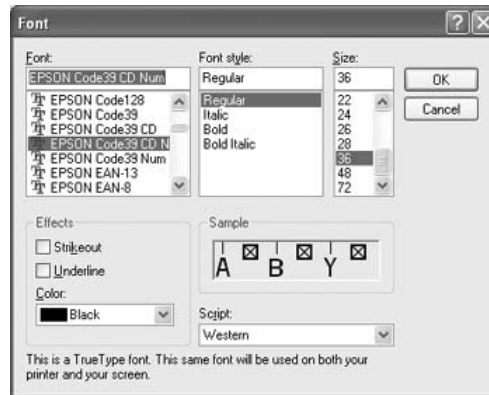 Font
Font: Font style: Size:
EPSON Code39 CD Num Regular 36 OK
EPSON Code128 Regular 22 Cancel
EPSON Code39 Italic 24
EPSON Code39 CD Bold 26
EPSON Code39 CD N Bold Italic 28
EPSON Code39 Num 36
EPSON EAN-13 48
EPSON EAN-8 72
Effects Sample
Strikeout
Underline
A B Y
Color:
Black
Script:
Western
This is a TrueType font. This same font will be used on both your
printer and your screen.